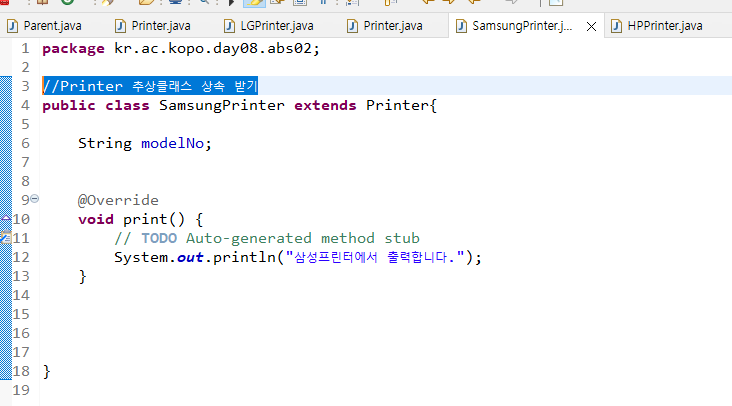 Parent.java Printer.java LGPrinter.java Printer.java SamsungPrinter.j... HPPrinter.java
1 package kr.ac.kopo.day08.abs02;
2
3 //Printer 추상클래스 상속 받기
4 public class SamsungPrinter extends Printer{
5
6 String modelNo;
7
8
9 @Override
10 void print() {
11 // TODO Auto-generated method stub
12 System.out.println("삼성프린터에서 출력합니다.");
13 }
14
15
16
17
18 }
19